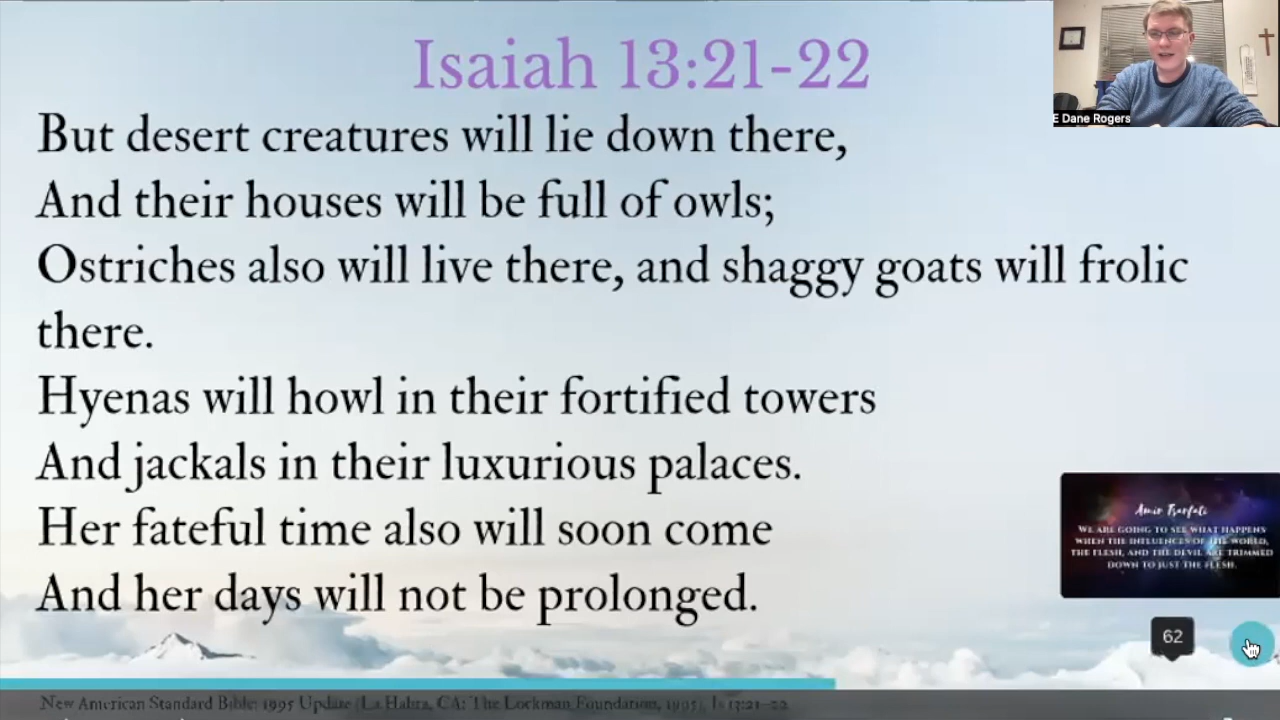 Isaiah 13:21-22
But desert creatures will lie down there,
And their houses will be full of owls;
Ostriches also will live there, and shaggy goats will frolic
there.
Hyenas will howl in their fortified towers
And jackals in their luxurious palaces.
Her fateful time also will soon come
And her days will not be prolonged.
E Dane Rogers
Amir Tsarfati
WE ARE GOING TO SEE WHAT HAPPENS
WHEN THE INFLUENCES OF THE WORLD,
THE FLESH, AND THE DEVIL ARE TRIMMED
DOWN TO JUST THE FLESH.
62
New American Standard Bible: 1995 Update (La Habra, CA: The Lockman Foundation, 1995), Is 13:21–22.